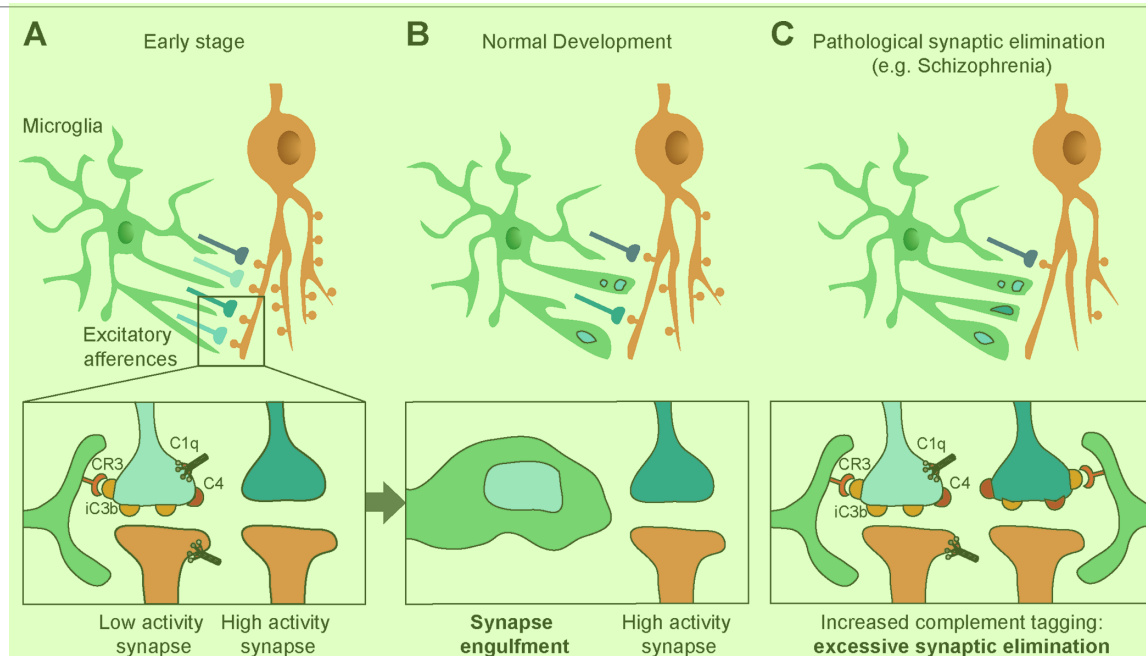 A
Early stage
Microglia
Excitatory
afferences
C1q
CR3
C4
iC3b
Low activity
synapse
High activity
synapse
B
Normal Development
Synapse
engulfment
High activity
synapse
C
Pathological synaptic elimination
(e.g. Schizophrenia)
C1q
CR3
C4
iC3b
Increased complement tagging:
excessive synaptic elimination